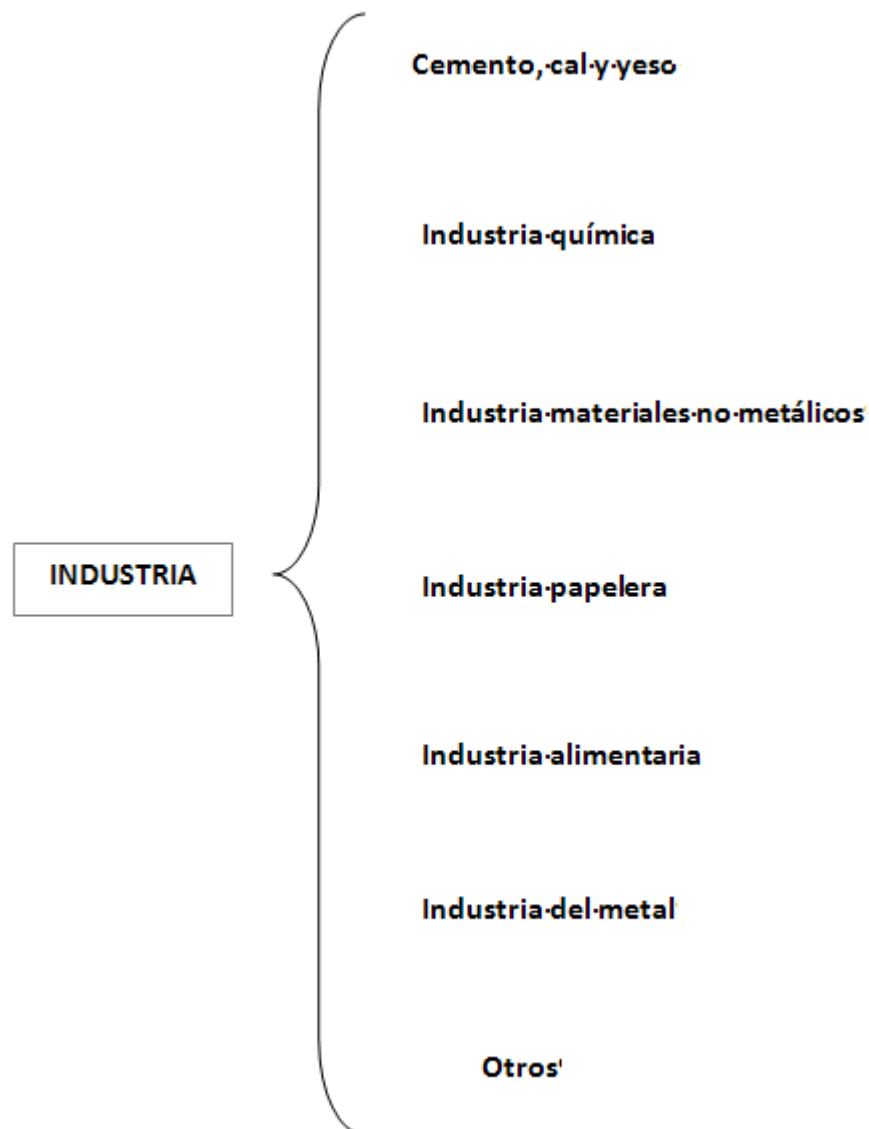 Cemento,·cal·y·yeso
Industria·química
Industria·materiales·no·metálicos
INDUSTRIA
Industria·papelera
Industria·alimentaria
Industria·del·metal
Otros